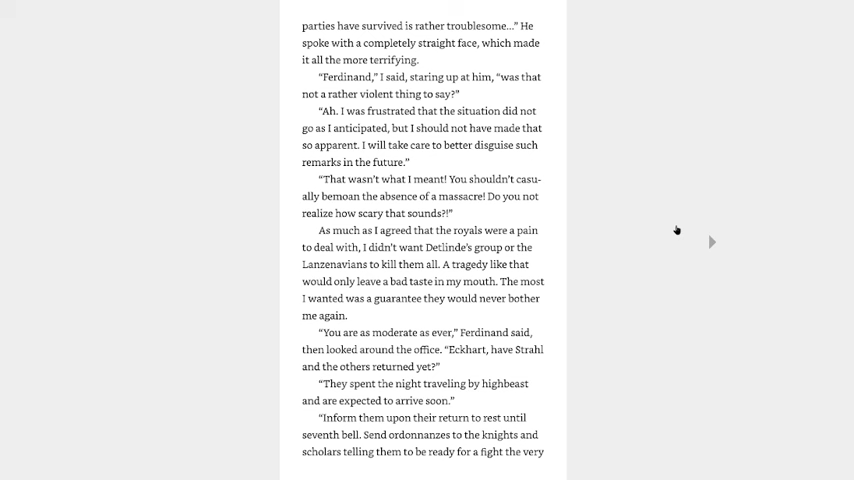 parties have survived is rather troublesome...” He
spoke with a completely straight face, which made
it all the more terrifying.
“Ferdinand,” I said, staring up at him, “was that
not a rather violent thing to say?”
“Ah. I was frustrated that the situation did not
go as I anticipated, but I should not have made that
so apparent. I will take care to better disguise such
remarks in the future.”
“That wasn’t what I meant! You shouldn’t casu-
ally bemoan the absence of a massacre! Do you not
realize how scary that sounds?!”
As much as I agreed that the royals were a pain
to deal with, I didn’t want Detlinde’s group or the
Lanzenavians to kill them all. A tragedy like that
would only leave a bad taste in my mouth. The most
I wanted was a guarantee they would never bother
me again.
“You are as moderate as ever,” Ferdinand said,
then looked around the office. “Eckhart, have Strahl
and the others returned yet?”
“They spent the night traveling by highbeast
and are expected to arrive soon.”
“Inform them upon their return to rest until
seventh bell. Send ordonnanzes to the knights and
scholars telling them to be ready for a fight the very